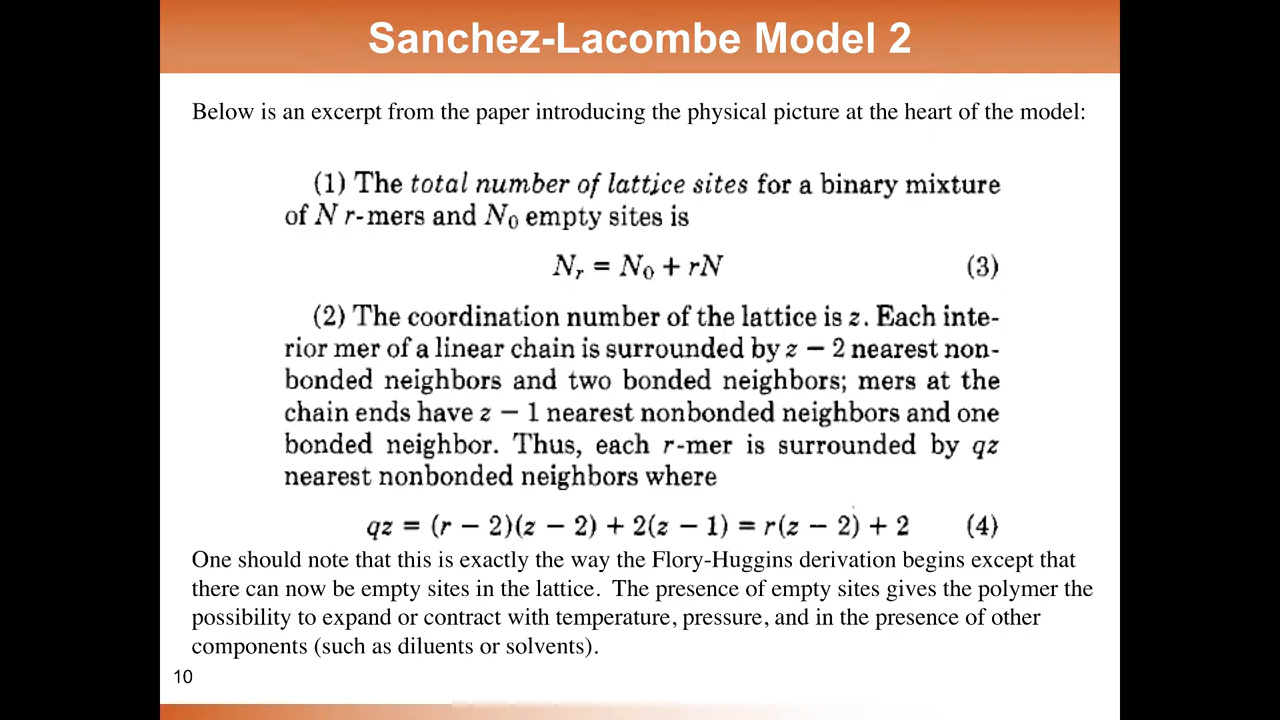 Sanchez-Lacombe Model 2
Below is an excerpt from the paper introducing the physical picture at the heart of the model:
(1) The total number of lattice sites for a binary mixture
of N r-mers and N₀ empty sites is
Nᵣ = N₀ + rN (3)
(2) The coordination number of the lattice is z. Each inte-
rior mer of a linear chain is surrounded by z − 2 nearest non-
bonded neighbors and two bonded neighbors; mers at the
chain ends have z − 1 nearest nonbonded neighbors and one
bonded neighbor. Thus, each r-mer is surrounded by qz
nearest nonbonded neighbors where
qz = (r − 2)(z − 2) + 2(z − 1) = r(z − 2) + 2 (4)
One should note that this is exactly the way the Flory-Huggins derivation begins except that
there can now be empty sites in the lattice. The presence of empty sites gives the polymer the
possibility to expand or contract with temperature, pressure, and in the presence of other
components (such as diluents or solvents).
10